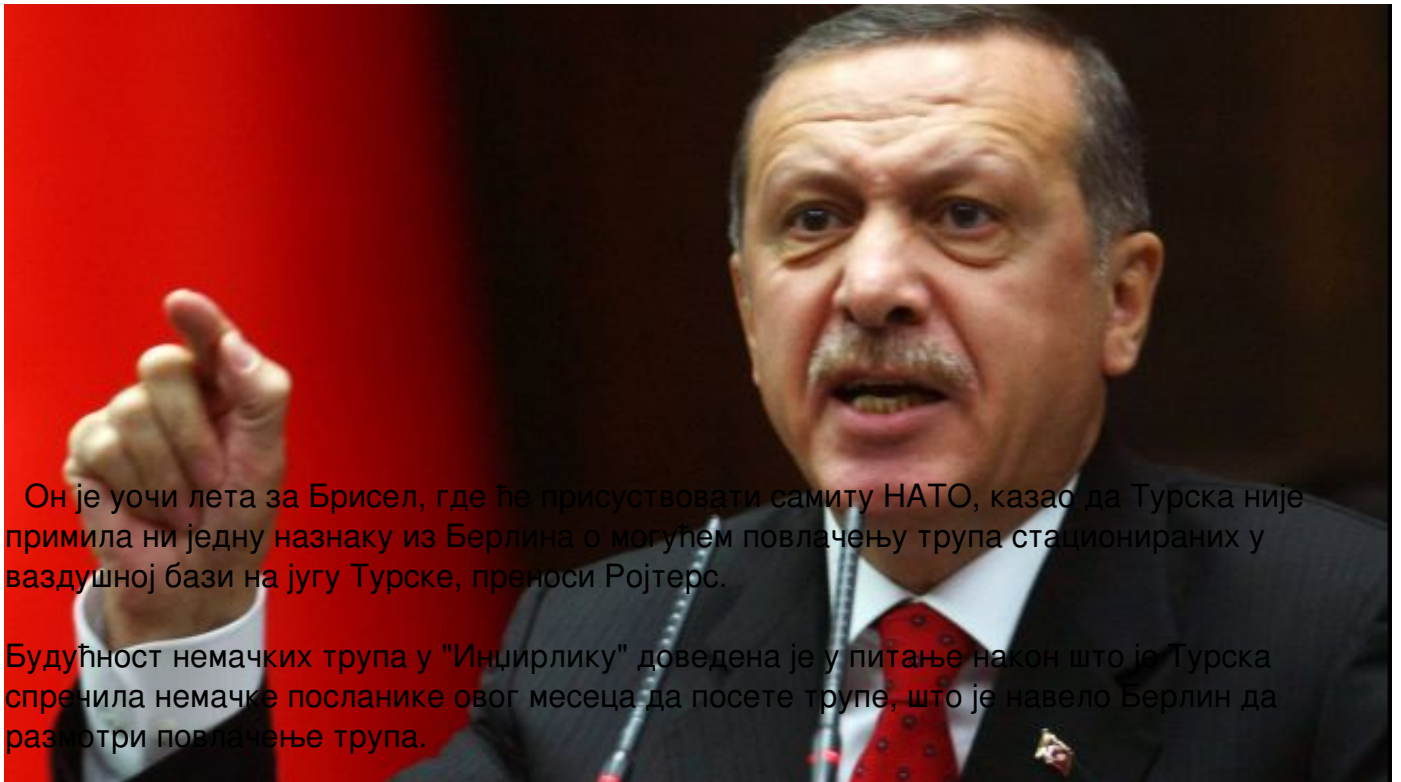 Он је уочи лета за Брисел, где ће присуствовати самиту НАТО, казао да Турска није
примила ни једну назнаку из Берлина о могућем повлачењу трупа стационираних у
ваздушној бази на југу Турске, преноси Ројтерс.
Будућност немачких трупа у "Инџирлику" доведена је у питање након што је Турска
спречила немачке посланике овог месеца да посете трупе, што је навело Берлин да
размотри повлачење трупа.